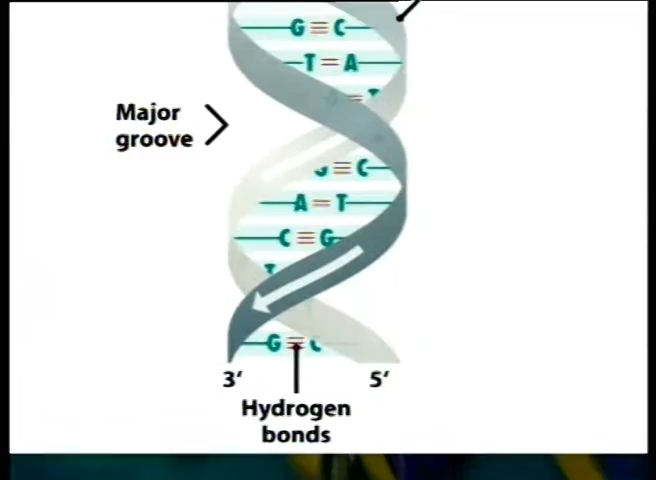 G≡C
T=A
=T
Major
groove
G≡C
A=T
C≡G
T
G≡C
3' 5'
Hydrogen
bonds